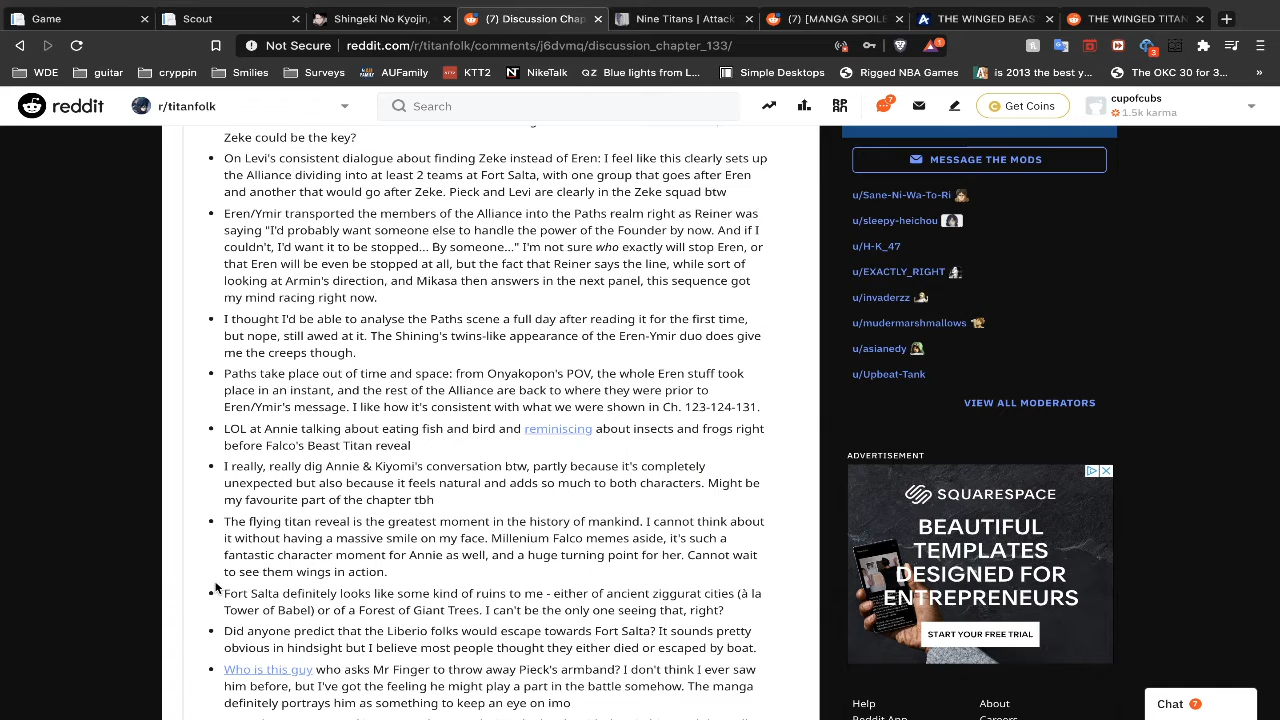 Game
Scout
Shingeki No Kyojin,
(7) Discussion Chap
Nine Titans | Attack
(7) [MANGA SPOILE
THE WINGED BEAS
THE WINGED TITAN
Not Secure | reddit.com/r/titanfolk/comments/j6dvmq/discussion_chapter_133/
WDE guitar cryppin Smilies Surveys AUFamily KTT2 NikeTalk Blue lights from L... Simple Desktops Rigged NBA Games is 2013 the best y... The OKC 30 for 3...
reddit r/titanfolk Search Get Coins cupofcubs
1.5k karma
Zeke could be the key?
On Levi's consistent dialogue about finding Zeke instead of Eren: I feel like this clearly sets up
the Alliance dividing into at least 2 teams at Fort Salta, with one group that goes after Eren
and another that would go after Zeke. Pieck and Levi are clearly in the Zeke squad btw
Eren/Ymir transported the members of the Alliance into the Paths realm right as Reiner was
saying "I'd probably want someone else to handle the power of the Founder by now. And if I
couldn't, I'd want it to be stopped... By someone..." I'm not sure who exactly will stop Eren, or
that Eren will be even be stopped at all, but the fact that Reiner says the line, while sort of
looking at Armin's direction, and Mikasa then answers in the next panel, this sequence got
my mind racing right now.
I thought I'd be able to analyse the Paths scene a full day after reading it for the first time,
but nope, still awed at it. The Shining's twins-like appearance of the Eren-Ymir duo does give
me the creeps though.
Paths take place out of time and space: from Onyakopon's POV, the whole Eren stuff took
place in an instant, and the rest of the Alliance are back to where they were prior to
Eren/Ymir's message. I like how it's consistent with what we were shown in Ch. 123-124-131.
LOL at Annie talking about eating fish and bird and reminiscing about insects and frogs right
before Falco's Beast Titan reveal
I really, really dig Annie & Kiyomi's conversation btw, partly because it's completely
unexpected but also because it feels natural and adds so much to both characters. Might be
my favourite part of the chapter tbh
The flying titan reveal is the greatest moment in the history of mankind. I cannot think about
it without having a massive smile on my face. Millenium Falco memes aside, it's such a
fantastic character moment for Annie as well, and a huge turning point for her. Cannot wait
to see them wings in action.
Fort Salta definitely looks like some kind of ruins to me - either of ancient ziggurat cities (à la
Tower of Babel) or of a Forest of Giant Trees. I can't be the only one seeing that, right?
Did anyone predict that the Liberio folks would escape towards Fort Salta? It sounds pretty
obvious in hindsight but I believe most people thought they either died or escaped by boat.
Who is this guy who asks Mr Finger to throw away Pieck's armband? I don't think I ever saw
him before, but I've got the feeling he might play a part in the battle somehow. The manga
definitely portrays him as something to keep an eye on imo
MESSAGE THE MODS
u/Sane-Ni-Wa-To-Ri
u/sleepy-heichou
u/H-K_47
u/EXACTLY_RIGHT
u/invaderzz
u/mudermarshmallows
u/asianedy
u/Upbeat-Tank
VIEW ALL MODERATORS
ADVERTISEMENT
SQUARESPACE
BEAUTIFUL
TEMPLATES
DESIGNED FOR
ENTREPRENEURS
START YOUR FREE TRIAL
Help About
Reddit App Careers
Chat 7